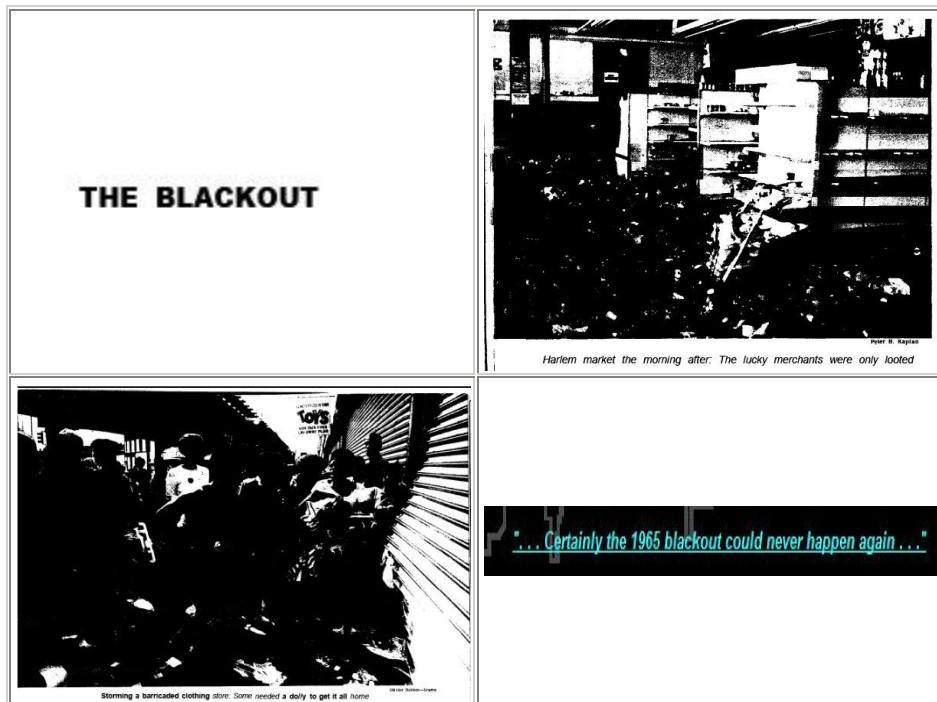 THE BLACKOUT
Peter B. Kaplan
Harlem market the morning after: The lucky merchants were only looted
TOYS
Storming a barricaded clothing store: Some needed a dolly to get it all home
". . . Certainly the 1965 blackout could never happen again . . ."